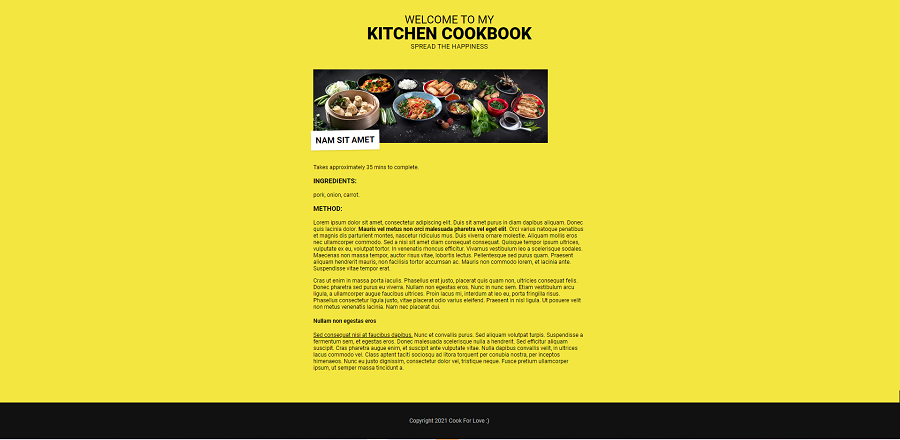 WELCOME TO MY
KITCHEN COOKBOOK
SPREAD THE HAPPINESS
NAM SIT AMET
Takes approximately 35 mins to complete.
INGREDIENTS:
pork, onion, carrot.
METHOD:
Lorem ipsum dolor sit amet, consectetur adipiscing elit. Duis sit amet purus in diam dapibus aliquam. Donec
quis lacinia dolor. Mauris vel metus non orci malesuada pharetra vel eget elit. Orci varius natoque penatibus
et magnis dis parturient montes, nascetur ridiculus mus. Duis viverra ornare molestie. Aliquam mollis eros
nec ullamcorper commodo. Sed a nisi sit amet diam consequat consequat. Quisque tempor ipsum ultrices,
vulputate ex eu, volutpat tortor. In venenatis rhoncus efficitur. Vivamus vestibulum leo a scelerisque sodales.
Maecenas non massa tempor, auctor risus vitae, lobortis lectus. Pellentesque sed purus quam. Praesent
aliquam hendrerit mauris, non facilisis tortor accumsan ac. Mauris non commodo lorem, et lacinia ante.
Suspendisse vitae tempor erat.
Cras ut enim in massa porta iaculis. Phasellus erat justo, placerat quis quam non, ultricies consequat felis.
Donec pharetra sed purus eu viverra. Nullam non egestas eros. Nunc in nunc sem. Etiam vestibulum arcu
ligula, a ullamcorper augue faucibus ultrices. Proin lacus mi, interdum at leo eu, porta fringilla risus.
Phasellus consectetur ligula justo, vitae placerat odio varius eleifend. Praesent in nisl ligula. Ut posuere velit
non metus venenatis lacinia. Nam nec placerat dui.
Nullam non egestas eros
Sed consequat nisi at faucibus dapibus. Nunc et convallis purus. Sed aliquam volutpat turpis. Suspendisse a
fermentum sem, et egestas eros. Donec malesuada scelerisque nulla a hendrerit. Sed efficitur aliquam
suscipit. Cras pharetra augue enim, et suscipit ante vulputate vitae. Nulla dapibus convallis velit, in ultrices
lacus commodo vel. Class aptent taciti sociosqu ad litora torquent per conubia nostra, per inceptos
himenaeos. Nunc eu justo dignissim, consectetur dolor vel, tristique neque. Fusce pretium ullamcorper
ipsum, ut semper massa tincidunt a.
Copyright 2021 Cook For Love :)